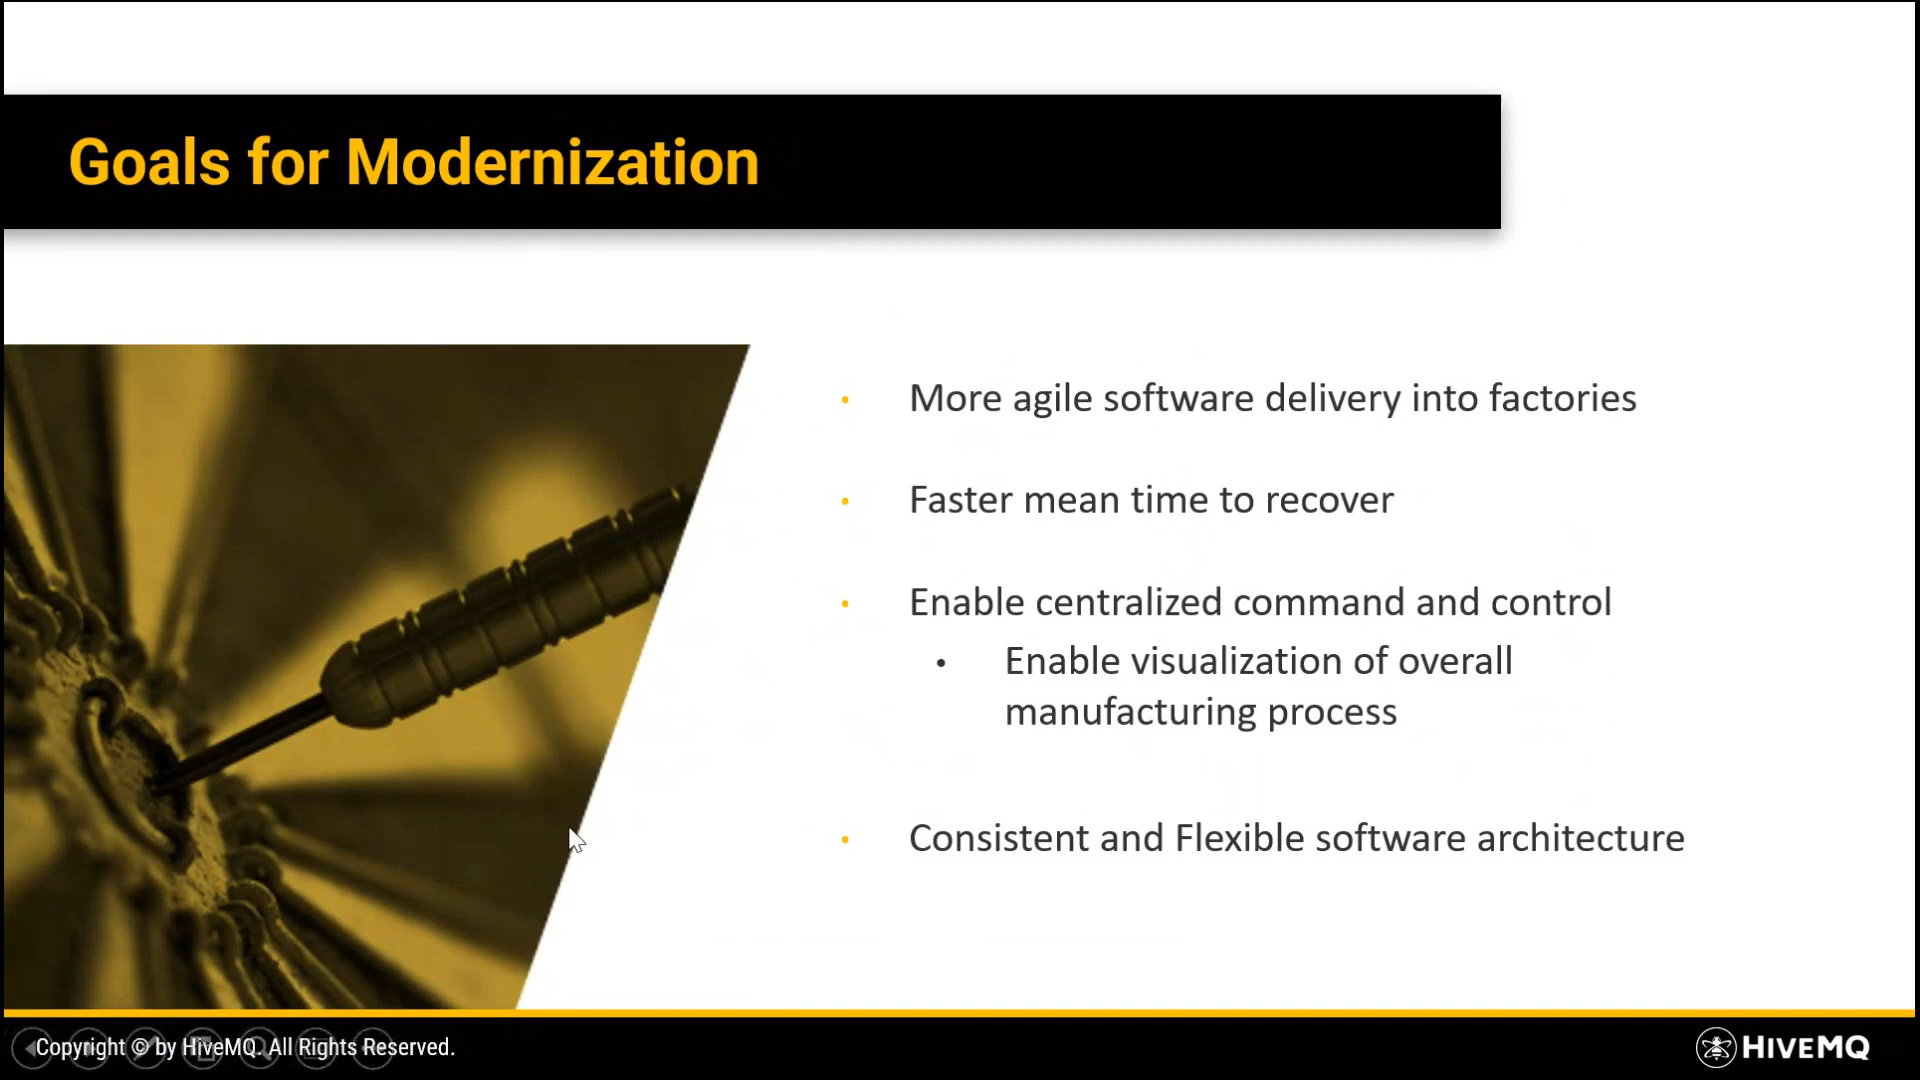 Goals for Modernization
• More agile software delivery into factories
• Faster mean time to recover
• Enable centralized command and control
• Enable visualization of overall
manufacturing process
• Consistent and Flexible software architecture
Copyright © by HiveMQ. All Rights Reserved.
HIVEMQ